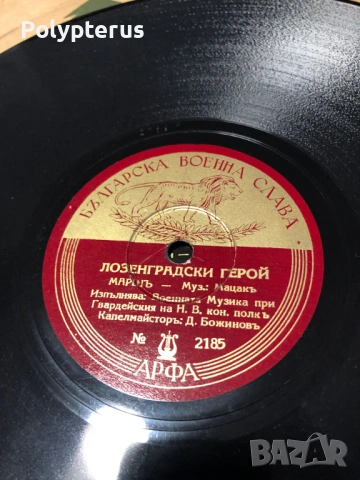 Polypterus
БЪЛГАРСКА ВОЕННА СЛАВА
ЛОЗЕНГРАДСКИ ГЕРОЙ
МАРШЪ — Муз.: Мацакъ
Изпълнява: Военната Музика при
Гвардейския на Н. В. кон. полкъ
Капелмайсторъ: Д. Божиновъ
№ 2185
АРФА
BAZAR